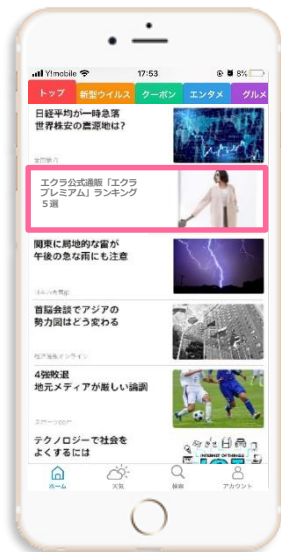 Y!mobile 17:53 8%
トップ 新型ウイルス クーポン エンタメ グルメ
日経平均が一時急落
世界株安の震源地は?
エクラ公式通販「エクラ
プレミアム」ランキング
5選
関東に局地的な雷が
午後の急な雨にも注意
首脳会談でアジアの
勢力図はどう変わる
4強敗退
地元メディアが厳しい論調
テクノロジーで社会を
よくするには
INTERNET OF THINGS
ホーム 天気 検索 アカウント